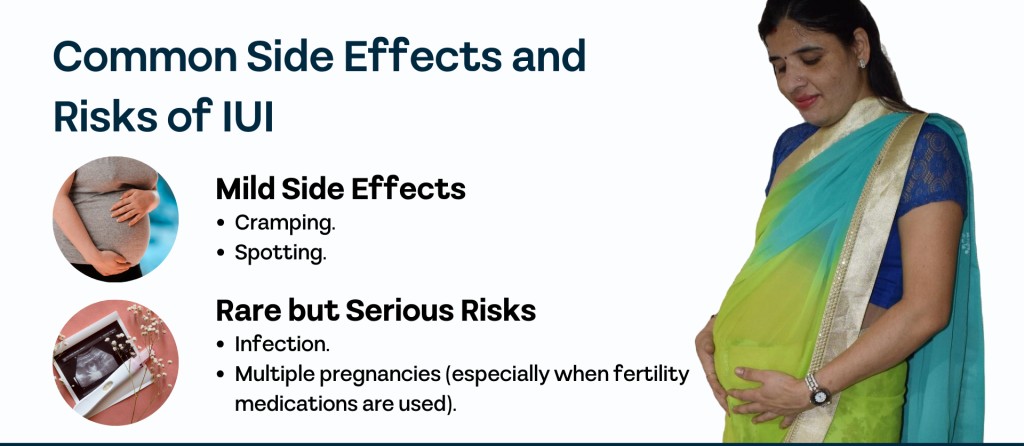 Common Side Effects and
Risks of IUI
Mild Side Effects
• Cramping.
• Spotting.
Rare but Serious Risks
• Infection.
• Multiple pregnancies (especially when fertility
medications are used).